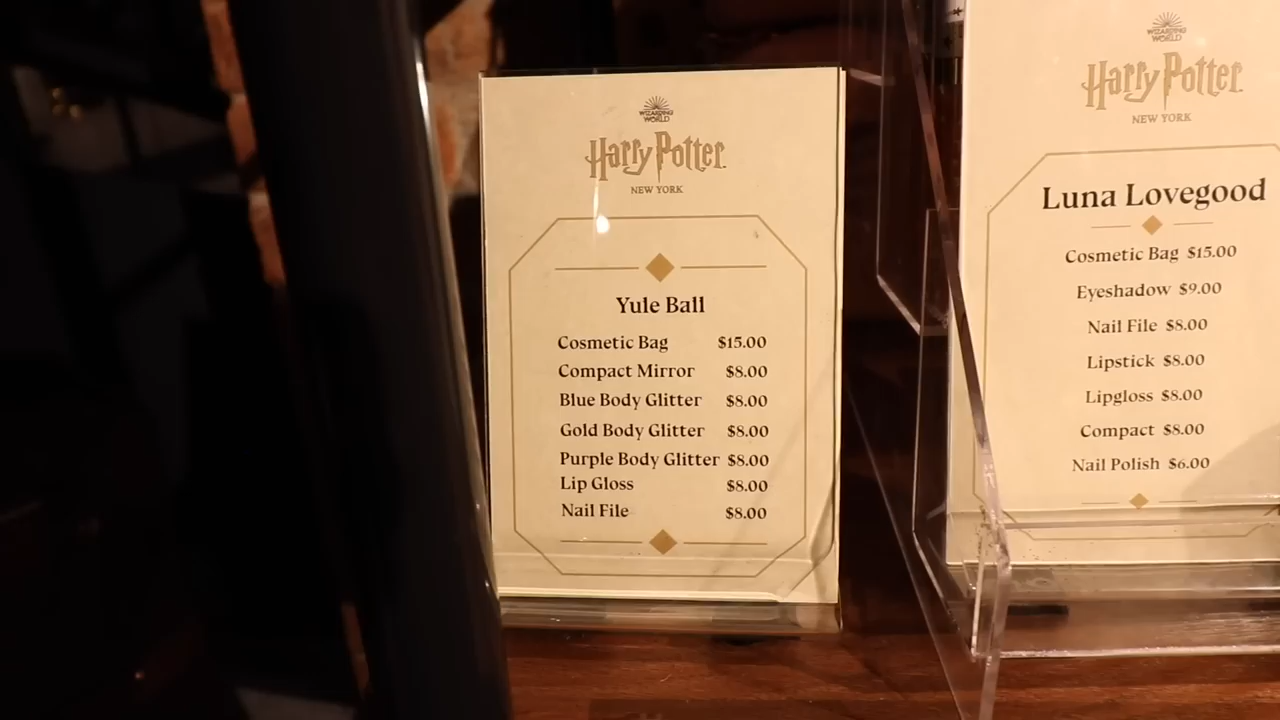 WIZARDING
WORLD
Harry Potter
NEW YORK
Yule Ball
Cosmetic Bag $15.00
Compact Mirror $8.00
Blue Body Glitter $8.00
Gold Body Glitter $8.00
Purple Body Glitter $8.00
Lip Gloss $8.00
Nail File $8.00
WIZARDING
WORLD
Harry Potter
NEW YORK
Luna Lovegood
Cosmetic Bag $15.00
Eyeshadow $9.00
Nail File $8.00
Lipstick $8.00
Lipgloss $8.00
Compact $8.00
Nail Polish $6.00